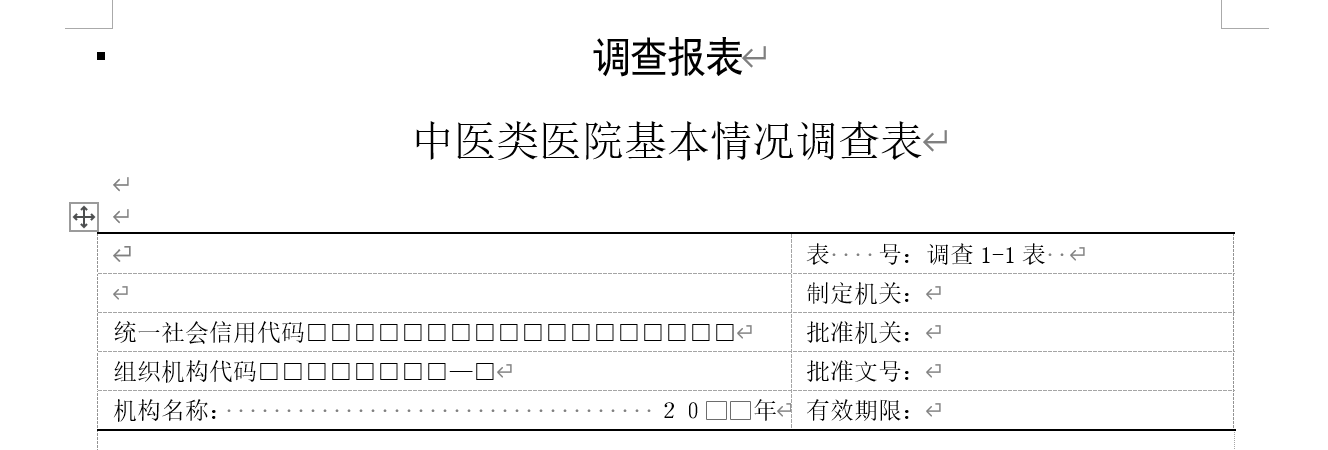 调查报表
中医类医院基本情况调查表
表    号：调查 1-1 表
制定机关：
统一社会信用代码□□□□□□□□□□□□□□□□□□ 批准机关：
组织机构代码□□□□□□□□—□ 批准文号：
机构名称： 2 0□□年 有效期限：